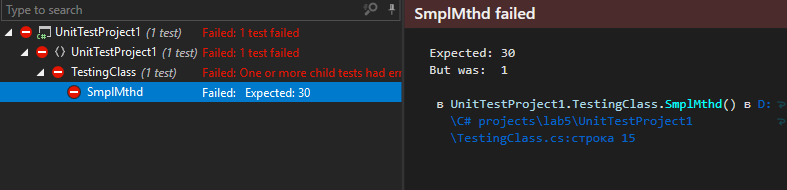 Type to search
UnitTestProject1 (1 test) Failed: 1 test failed
UnitTestProject1 (1 test) Failed: 1 test failed
TestingClass (1 test) Failed: One or more child tests had err
SmplMthd Failed: Expected: 30
SmplMthd failed
Expected: 30
But was: 1
в UnitTestProject1.TestingClass.SmplMthd() в D:
\C# projects\lab5\UnitTestProject1
\TestingClass.cs:строка 15